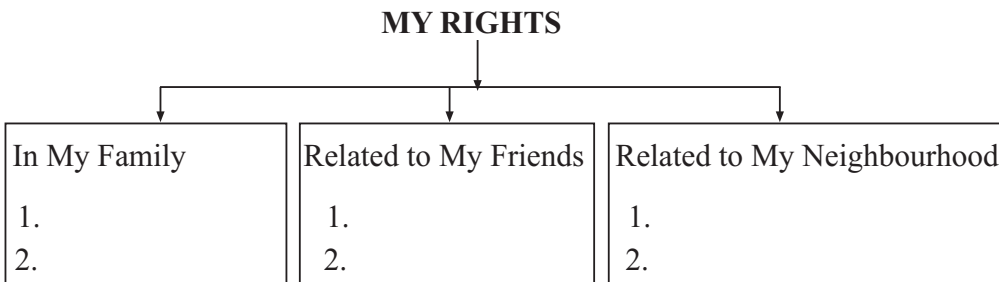 MY RIGHTS
In My Family
1.
2.
Related to My Friends
1.
2.
Related to My Neighbourhood
1.
2.